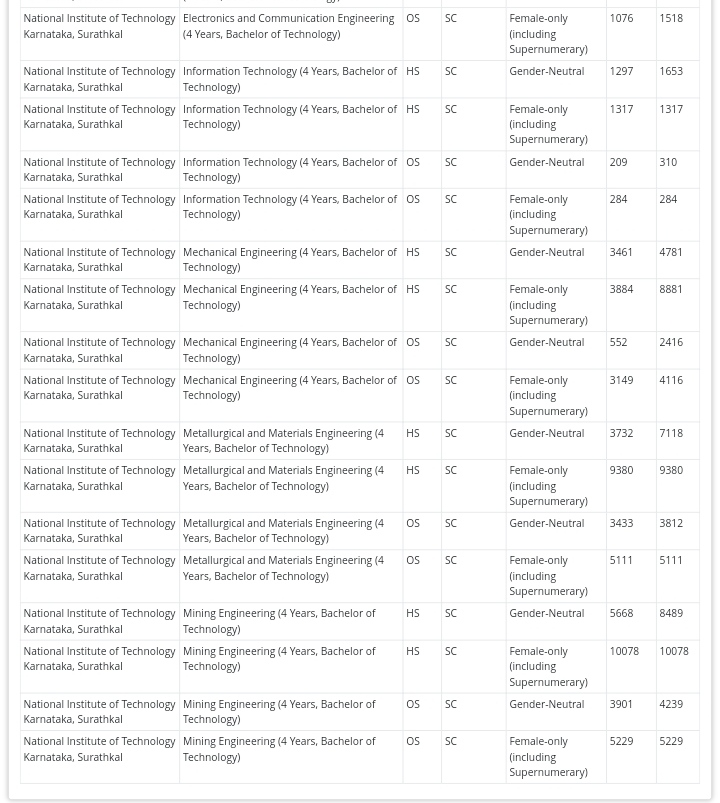 National Institute of Technology Electronics and Communication Engineering OS SC Female-only 1076 1518
Karnataka, Surathkal (4 Years, Bachelor of Technology) (including
Supernumerary)
National Institute of Technology Information Technology (4 Years, Bachelor of HS SC Gender-Neutral 1297 1653
Karnataka, Surathkal Technology)
National Institute of Technology Information Technology (4 Years, Bachelor of HS SC Female-only 1317 1317
Karnataka, Surathkal Technology) (including
Supernumerary)
National Institute of Technology Information Technology (4 Years, Bachelor of OS SC Gender-Neutral 209 310
Karnataka, Surathkal Technology)
National Institute of Technology Information Technology (4 Years, Bachelor of OS SC Female-only 284 284
Karnataka, Surathkal Technology) (including
Supernumerary)
National Institute of Technology Mechanical Engineering (4 Years, Bachelor of HS SC Gender-Neutral 3461 4781
Karnataka, Surathkal Technology)
National Institute of Technology Mechanical Engineering (4 Years, Bachelor of HS SC Female-only 3884 8881
Karnataka, Surathkal Technology) (including
Supernumerary)
National Institute of Technology Mechanical Engineering (4 Years, Bachelor of OS SC Gender-Neutral 552 2416
Karnataka, Surathkal Technology)
National Institute of Technology Mechanical Engineering (4 Years, Bachelor of OS SC Female-only 3149 4116
Karnataka, Surathkal Technology) (including
Supernumerary)
National Institute of Technology Metallurgical and Materials Engineering (4 HS SC Gender-Neutral 3732 7118
Karnataka, Surathkal Years, Bachelor of Technology)
National Institute of Technology Metallurgical and Materials Engineering (4 HS SC Female-only 9380 9380
Karnataka, Surathkal Years, Bachelor of Technology) (including
Supernumerary)
National Institute of Technology Metallurgical and Materials Engineering (4 OS SC Gender-Neutral 3433 3812
Karnataka, Surathkal Years, Bachelor of Technology)
National Institute of Technology Metallurgical and Materials Engineering (4 OS SC Female-only 5111 5111
Karnataka, Surathkal Years, Bachelor of Technology) (including
Supernumerary)
National Institute of Technology Mining Engineering (4 Years, Bachelor of HS SC Gender-Neutral 5668 8489
Karnataka, Surathkal Technology)
National Institute of Technology Mining Engineering (4 Years, Bachelor of HS SC Female-only 10078 10078
Karnataka, Surathkal Technology) (including
Supernumerary)
National Institute of Technology Mining Engineering (4 Years, Bachelor of OS SC Gender-Neutral 3901 4239
Karnataka, Surathkal Technology)
National Institute of Technology Mining Engineering (4 Years, Bachelor of OS SC Female-only 5229 5229
Karnataka, Surathkal Technology) (including
Supernumerary)